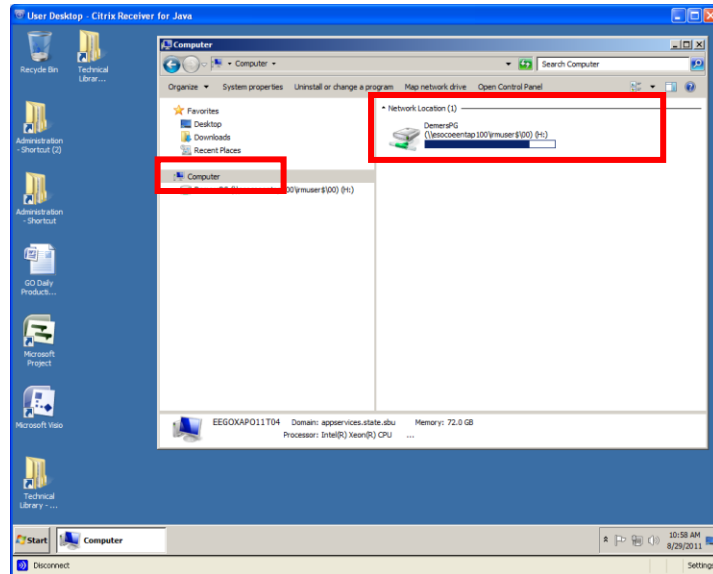 User Desktop - Citrix Receiver for Java
Recycle Bin
Technical
Librar...
Administration
- Shortcut (2)
Administration
- Shortcut
GO Daily
Producti...
Microsoft
Project
Microsoft Visio
Technical
Library - ...
Computer
Computer
Search Computer
Organize
System properties
Uninstall or change a program
Map network drive
Open Control Panel
Favorites
Desktop
Downloads
Recent Places
Computer
00\irmuser$\00) (H:)
Network Location (1)
DemersPG
(\\esocoeentap100\irmuser$\00) (H:)
EEGOXAPO11T04 Domain: appservices.state.sbu Memory: 72.0 GB
Processor: Intel(R) Xeon(R) CPU ...
Start
Computer
10:58 AM
8/29/2011
Disconnect
Settings